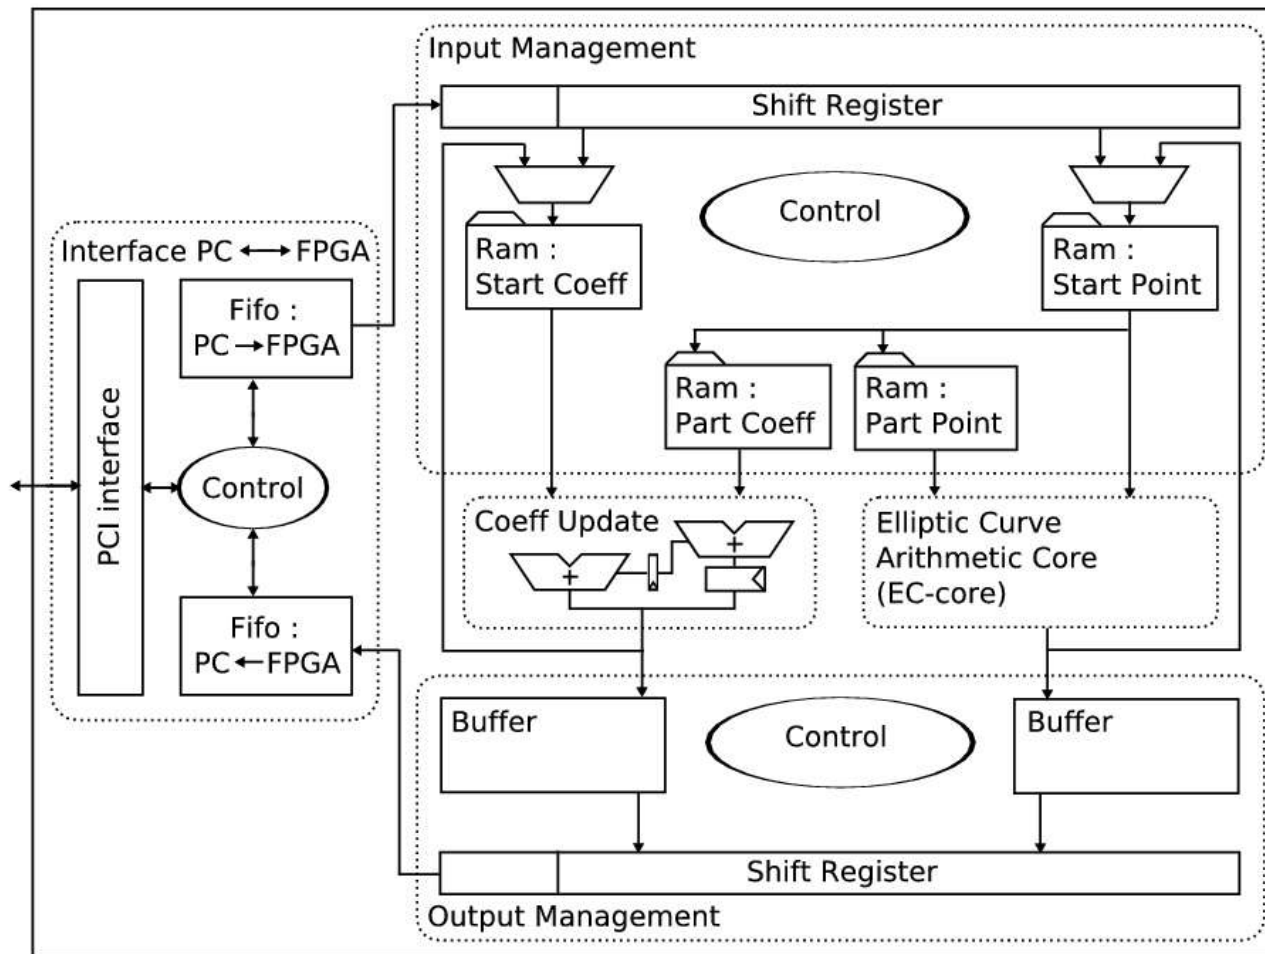 Input Management
Shift Register
Control
Ram :
Start Coeff
Ram :
Start Point
Ram :
Part Coeff
Ram :
Part Point
Interface PC ↔ FPGA
PCI interface
Fifo :
PC → FPGA
Control
Fifo :
PC ← FPGA
Coeff Update
+
+
Elliptic Curve
Arithmetic Core
(EC-core)
Buffer
Control
Buffer
Shift Register
Output Management